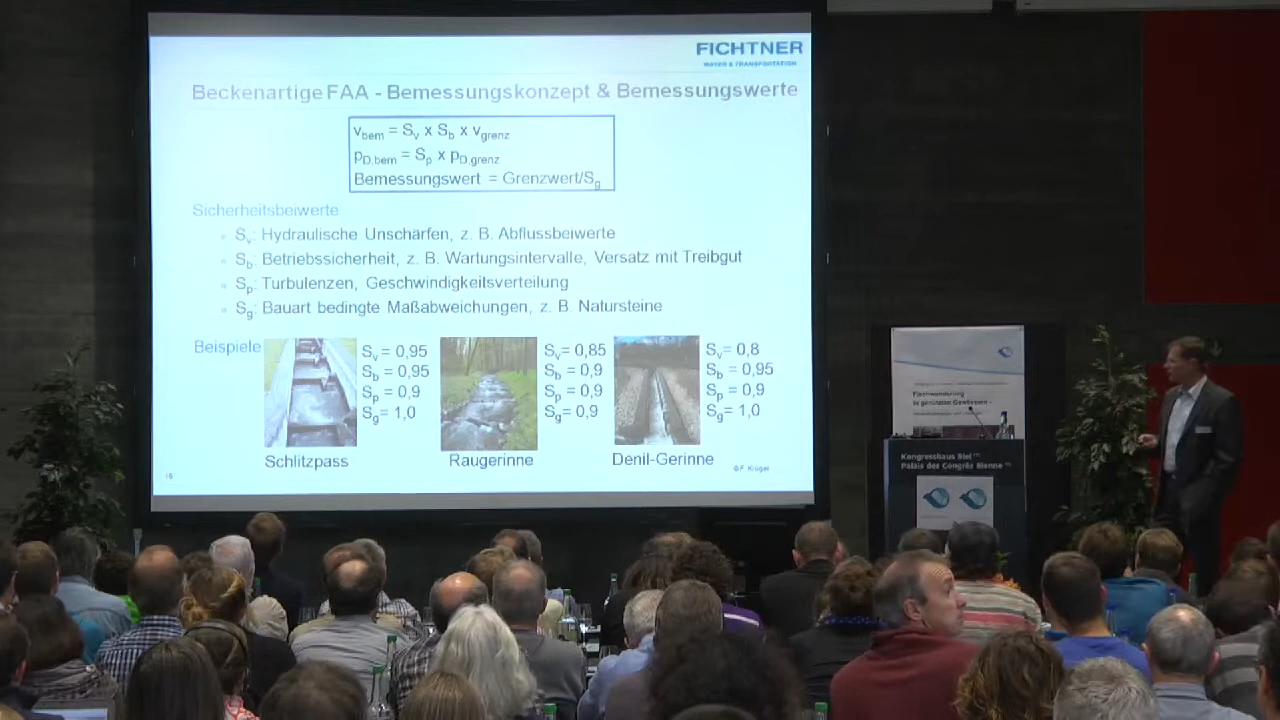 FICHTNER
WATER & TRANSPORTATION
Beckenartige FAA - Bemessungskonzept & Bemessungswerte
vbem = Sv x Sb x vgrenz
pD,bem = Sp x pD,grenz
Bemessungswert = Grenzwert/Sg
Sicherheitsbeiwerte
Sv: Hydraulische Unschärfen, z. B. Abflussbeiwerte
Sb: Betriebssicherheit, z. B. Wartungsintervalle, Versatz mit Treibgut
Sp: Turbulenzen, Geschwindigkeitsverteilung
Sg: Bauart bedingte Maßabweichungen, z. B. Natursteine
Beispiele
Sv = 0,95
Sb = 0,95
Sp = 0,9
Sg = 1,0
Schlitzpass
Sv = 0,85
Sb = 0,9
Sp = 0,9
Sg = 0,9
Raugerinne
Sv = 0,8
Sb = 0,95
Sp = 0,9
Sg = 1,0
Denil-Gerinne
©F. Krüger
Fischwanderung
in genutzten Gewässern -
Kongresshaus Biel
Palais des Congrès Bienne